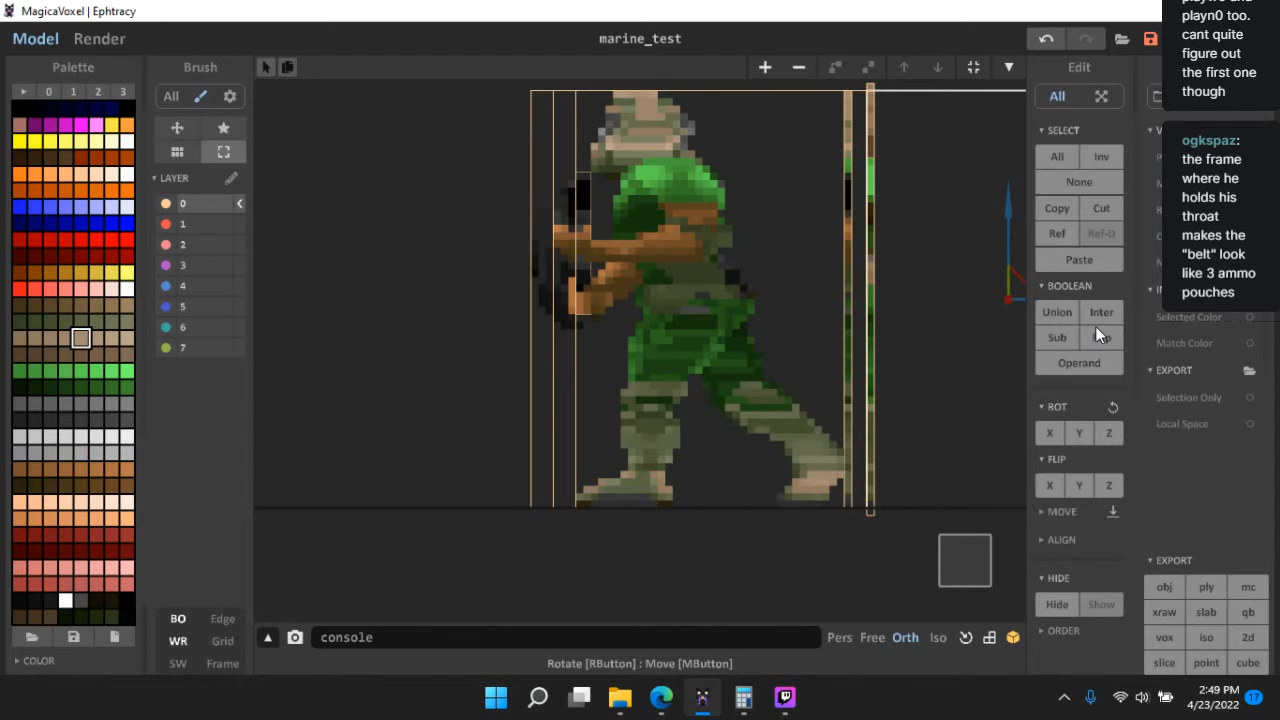 MagicaVoxel | Ephtracy
Model
Render
marine_test
playn0 too.
cant quite
figure out
the first one
though
ogkspaz:
the frame
where he
holds his
throat
makes the
"belt" look
like 3 ammo
pouches
Palette
0
1
2
3
COLOR
Brush
All
LAYER
0
1
2
3
4
5
6
7
BO
Edge
WR
Grid
SW
Frame
console
Pers
Free
Orth
Iso
Rotate [RButton] : Move [MButton]
Edit
All
SELECT
All
Inv
None
Copy
Cut
Ref
Ref-D
Paste
BOOLEAN
Union
Inter
Sub
Operand
ROT
X
Y
Z
FLIP
X
Y
Z
MOVE
ALIGN
HIDE
Hide
Show
ORDER
Selected Color
Match Color
EXPORT
Selection Only
Local Space
EXPORT
obj
ply
mc
xraw
slab
qb
vox
iso
2d
slice
point
cube
2:49 PM
4/23/2022
17